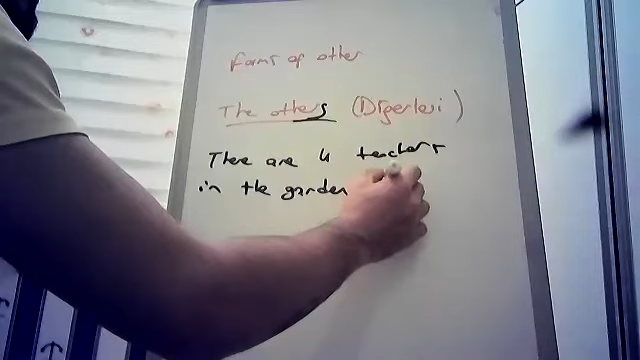 Forms of other
The others (Diğerleri)
There are 4 teachers
in the garden